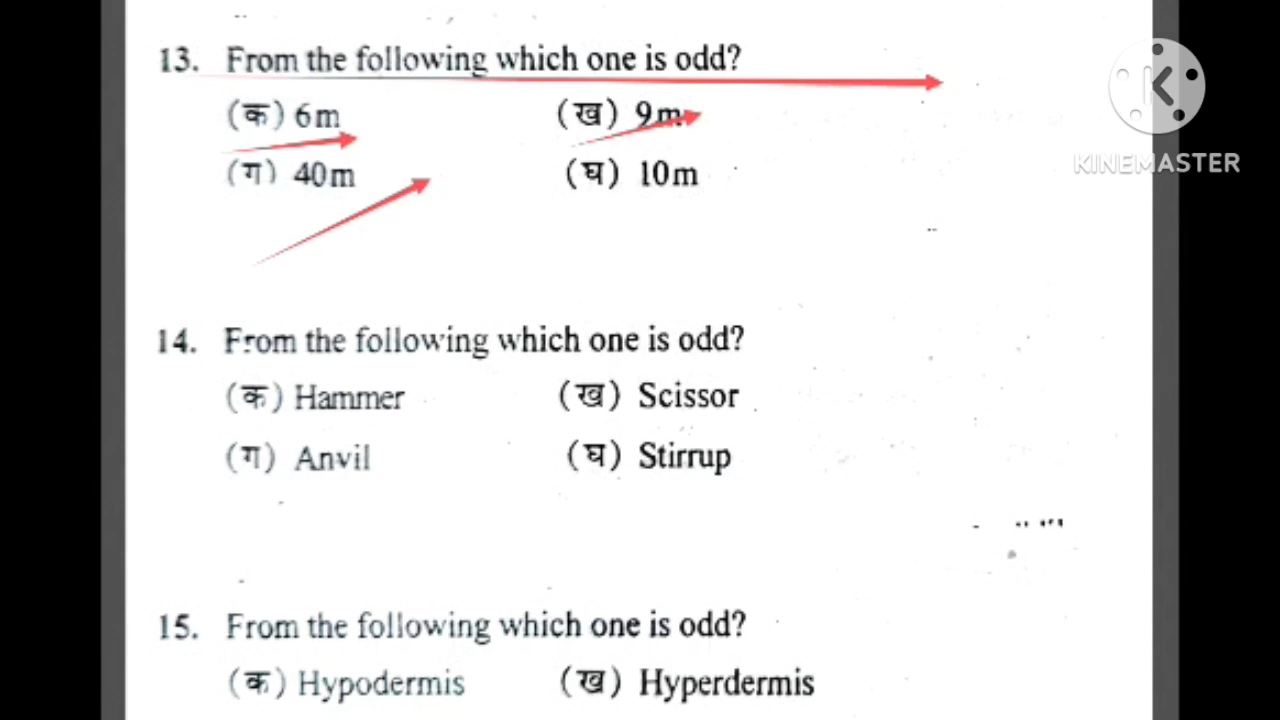 13. From the following which one is odd?
(क) 6m (ख) 9m
(ग) 40m (घ) 10m
KINEMASTER
14. From the following which one is odd?
(क) Hammer (ख) Scissor
(ग) Anvil (घ) Stirrup
15. From the following which one is odd?
(क) Hypodermis (ख) Hyperdermis